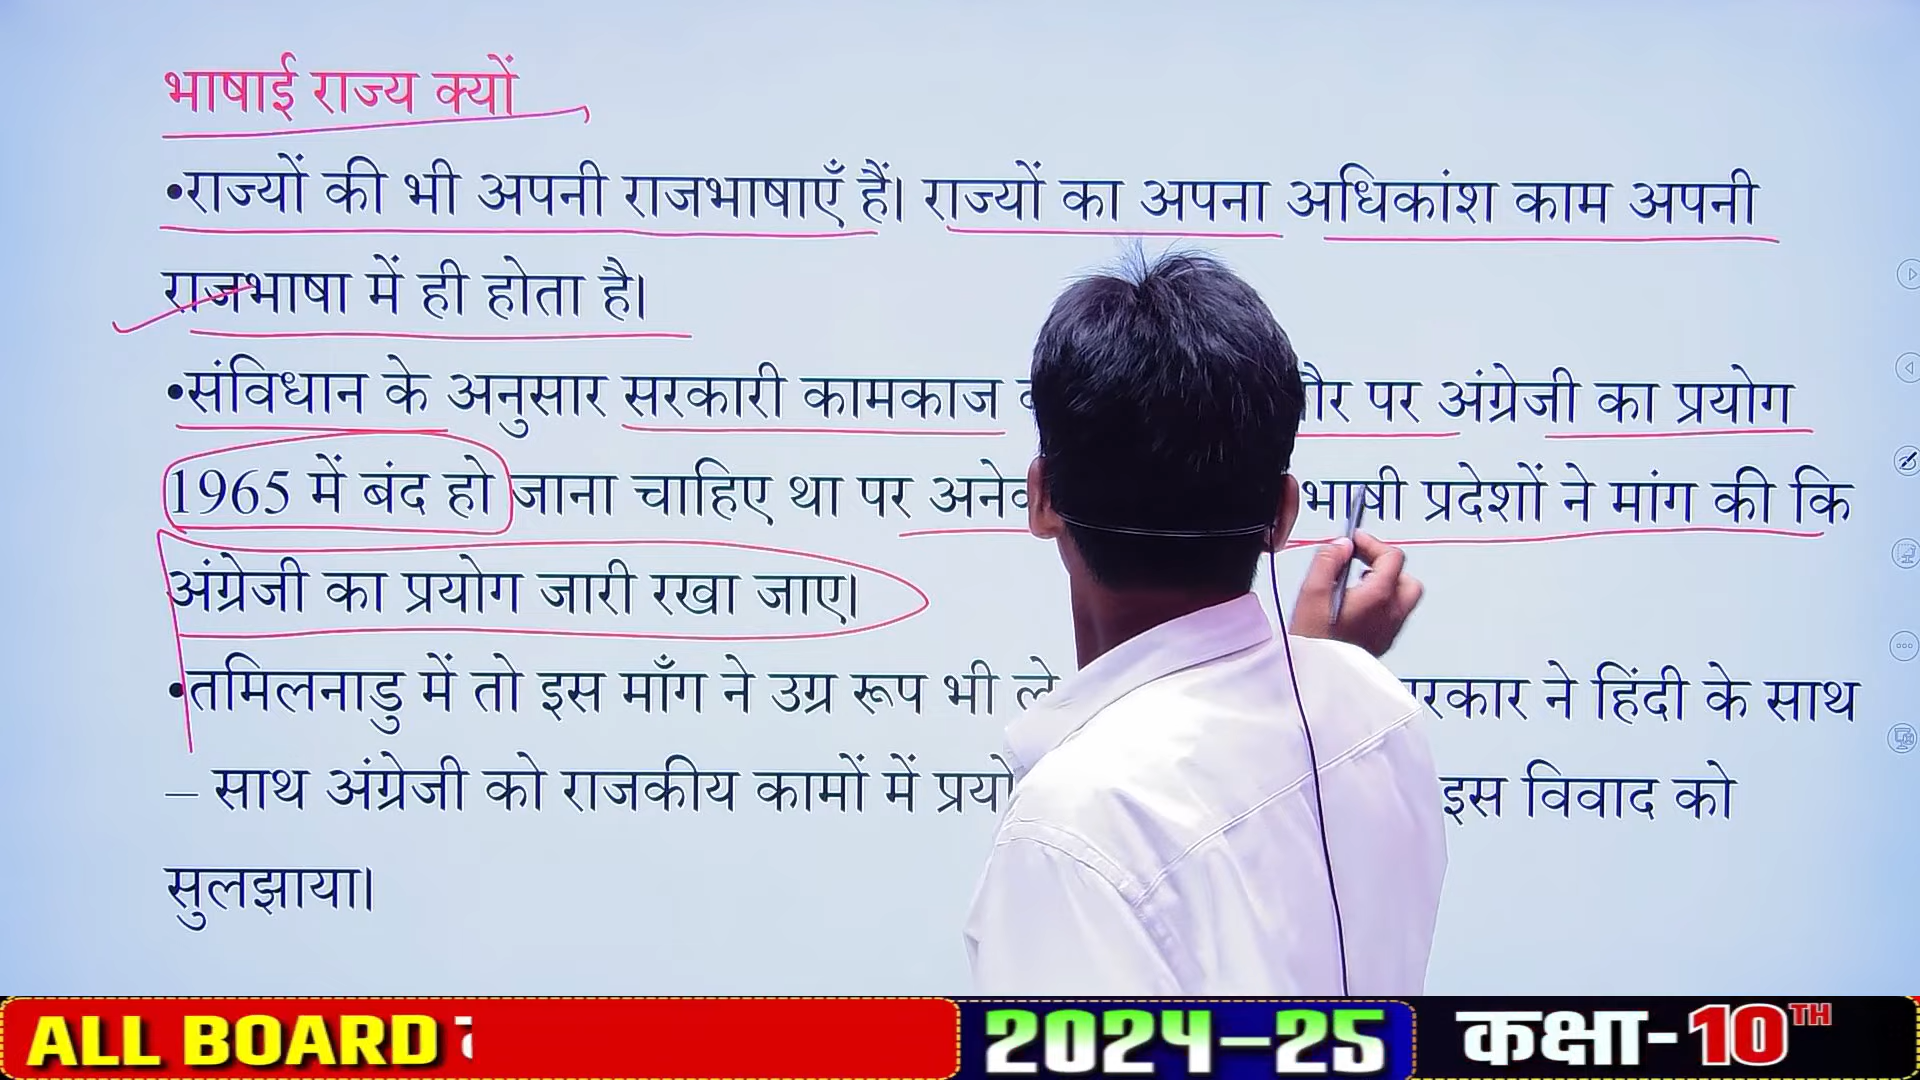 भाषाई राज्य क्यों
•राज्यों की भी अपनी राजभाषाएँ हैं। राज्यों का अपना अधिकांश काम अपनी
राजभाषा में ही होता है।
•संविधान के अनुसार सरकारी कामकाज पर अंग्रेजी का प्रयोग
1965 में बंद हो जाना चाहिए था पर भाषी प्रदेशों ने मांग की कि
अंग्रेजी का प्रयोग जारी रखा जाए।
•तमिलनाडु में तो इस माँग ने उग्र रूप भी ले ने हिंदी के साथ
– साथ अंग्रेजी को राजकीय कामों में इस विवाद को
सुलझाया।
ALL BOARD 2024-25 कक्षा-10TH